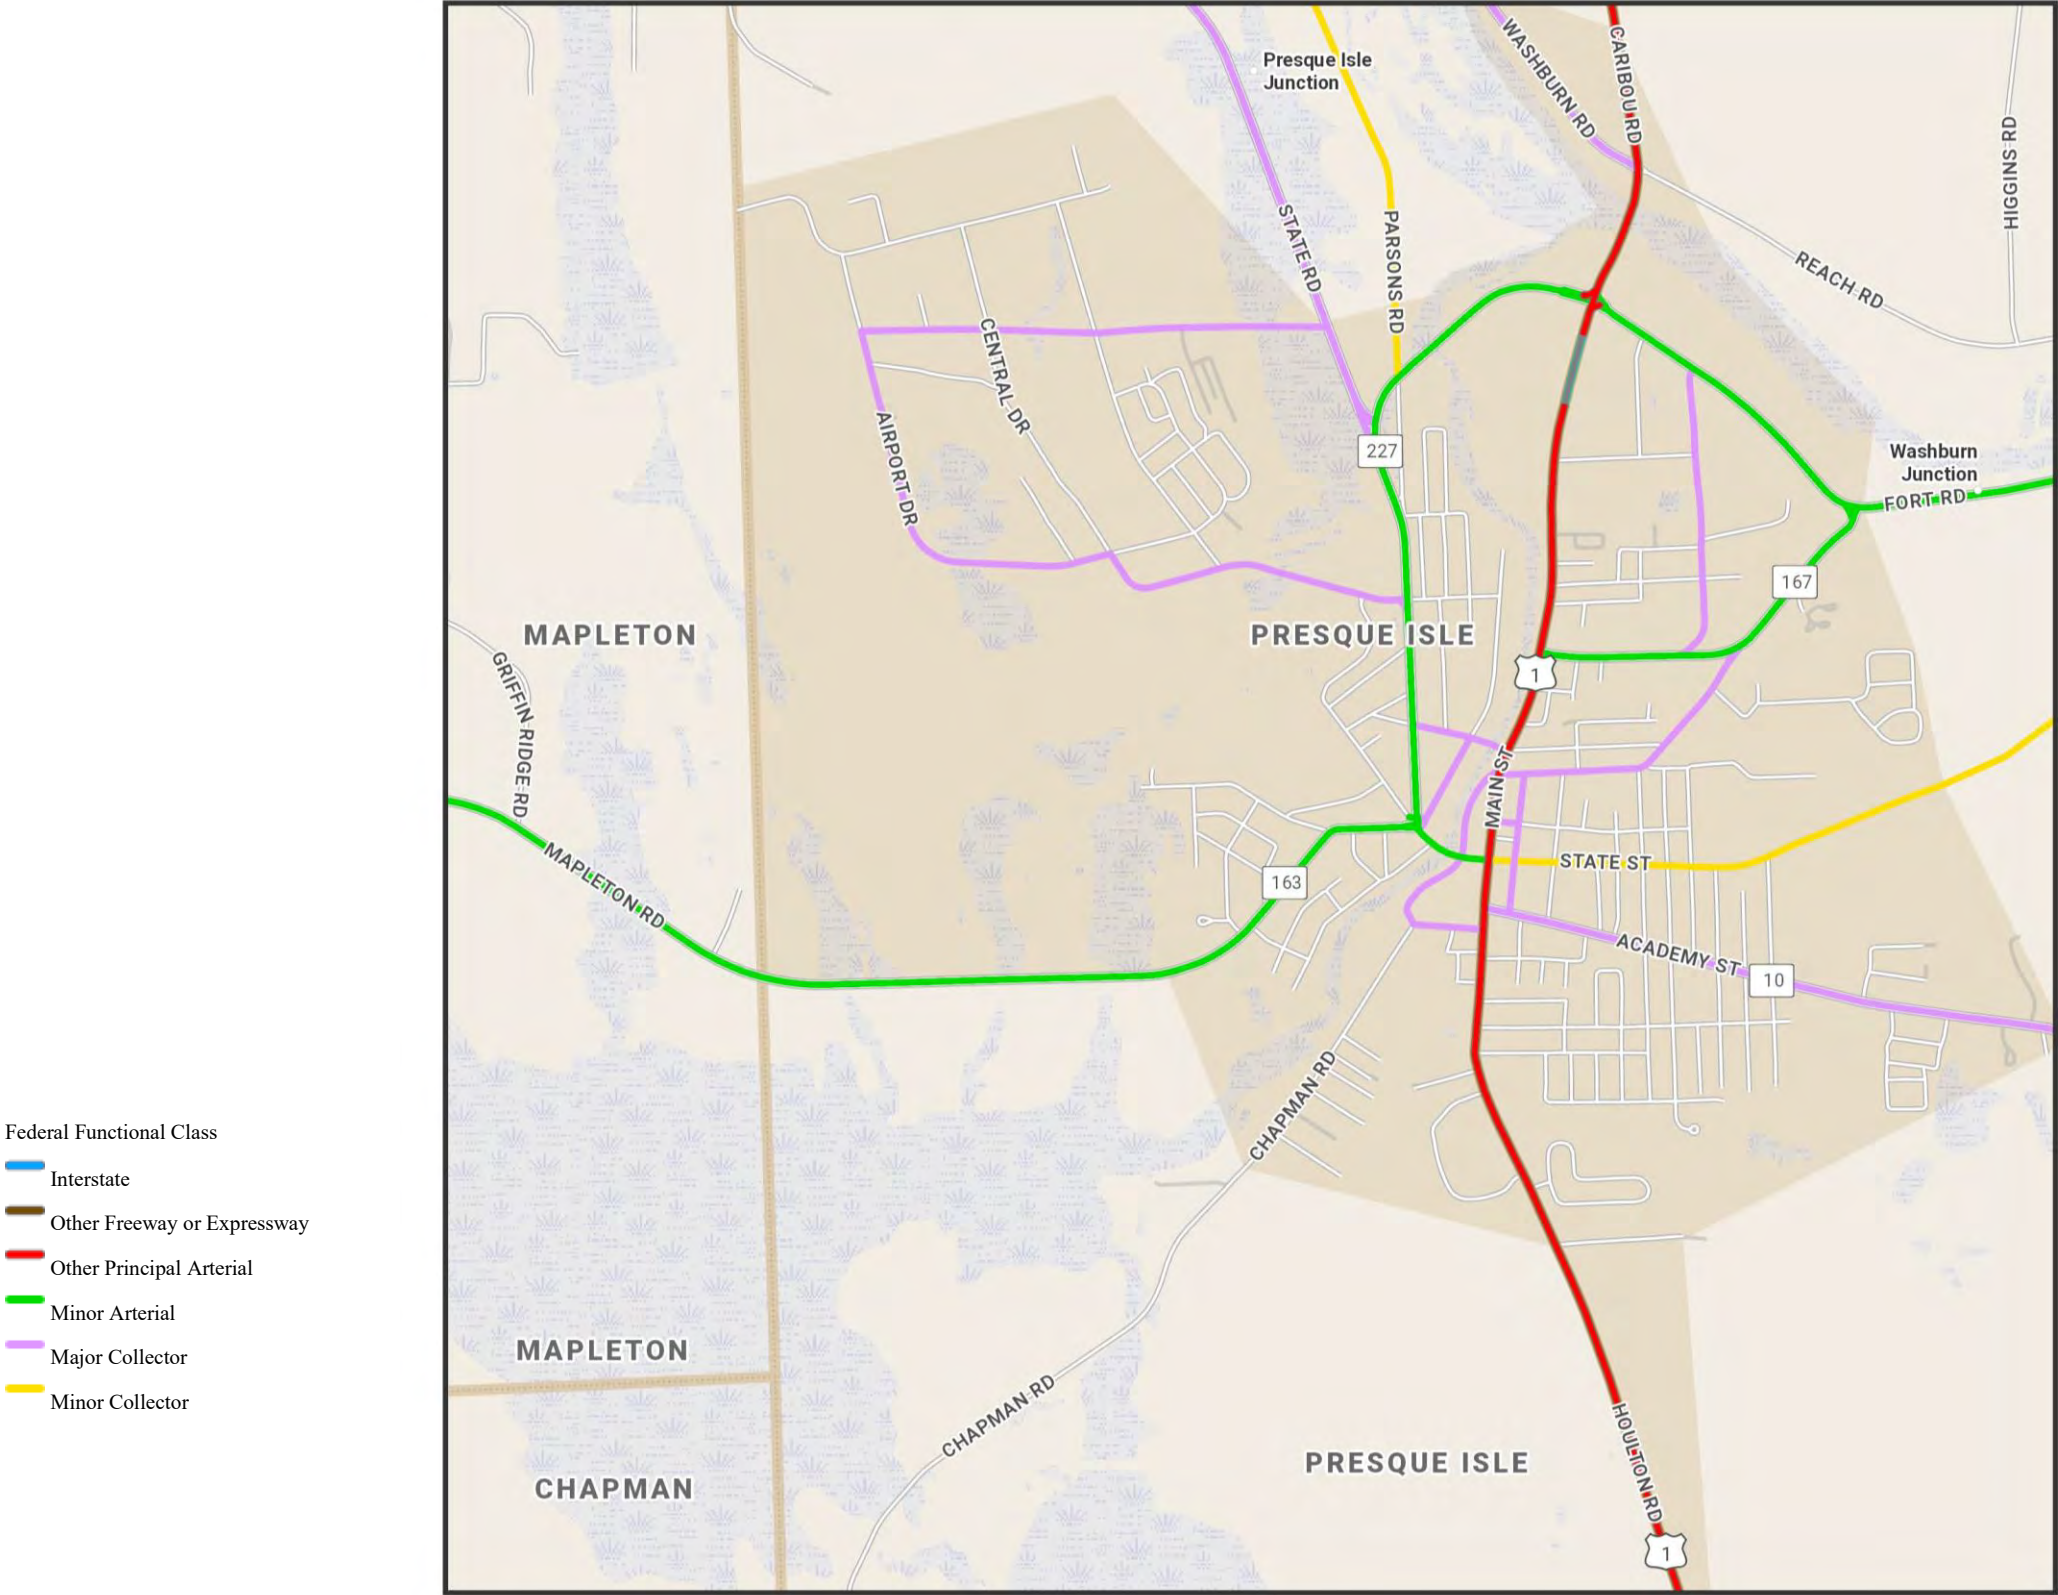 Presque Isle
Junction
WASHBURN RD
CARIBOU RD
HIGGINS RD
STATE RD
PARSONS RD
REACH RD
CENTRAL DR
AIRPORT DR
227
Washburn
Junction
FORT RD
167
MAPLETON
PRESQUE ISLE
GRIFFIN RIDGE RD
1
MAIN ST
MAPLETON RD
163
STATE ST
ACADEMY ST
10
CHAPMAN RD
Federal Functional Class
Interstate
Other Freeway or Expressway
Other Principal Arterial
Minor Arterial
Major Collector
Minor Collector
MAPLETON
CHAPMAN RD
HOULTON RD
PRESQUE ISLE
CHAPMAN
1